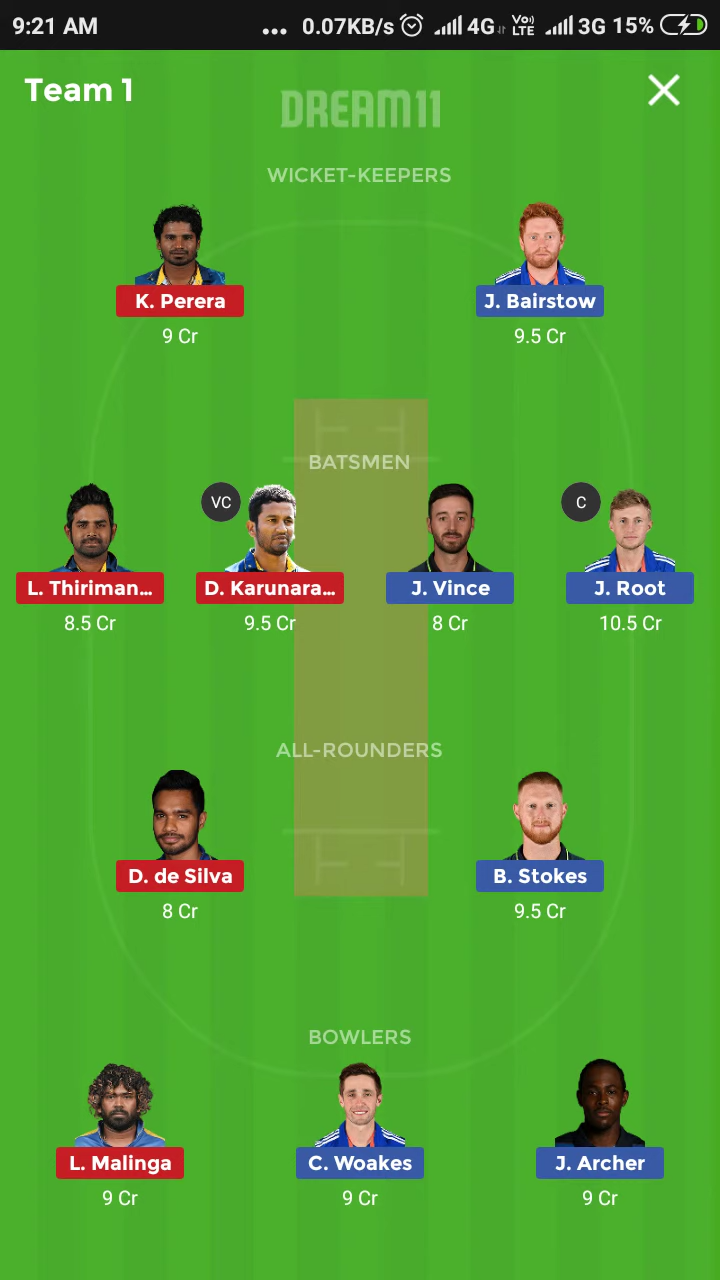 9:21 AM ... 0.07KB/s 4G Vo) LTE 3G 15%
Team 1
DREAM11
WICKET-KEEPERS
K. Perera J. Bairstow
9 Cr 9.5 Cr
BATSMEN
VC C
L. Thiriman... D. Karunara... J. Vince J. Root
8.5 Cr 9.5 Cr 8 Cr 10.5 Cr
ALL-ROUNDERS
D. de Silva B. Stokes
8 Cr 9.5 Cr
BOWLERS
L. Malinga C. Woakes J. Archer
9 Cr 9 Cr 9 Cr